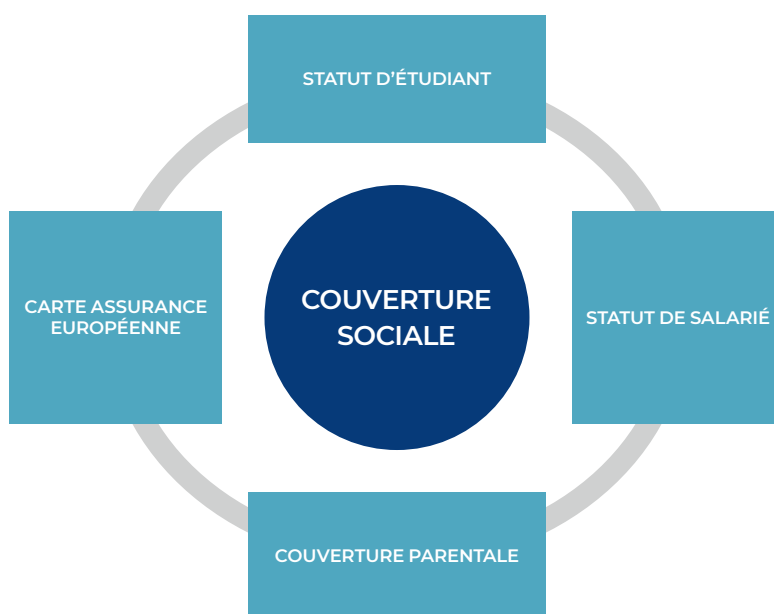 STATUT D'ÉTUDIANT
CARTE ASSURANCE
EUROPÉENNE
COUVERTURE
SOCIALE
STATUT DE SALARIÉ
COUVERTURE PARENTALE